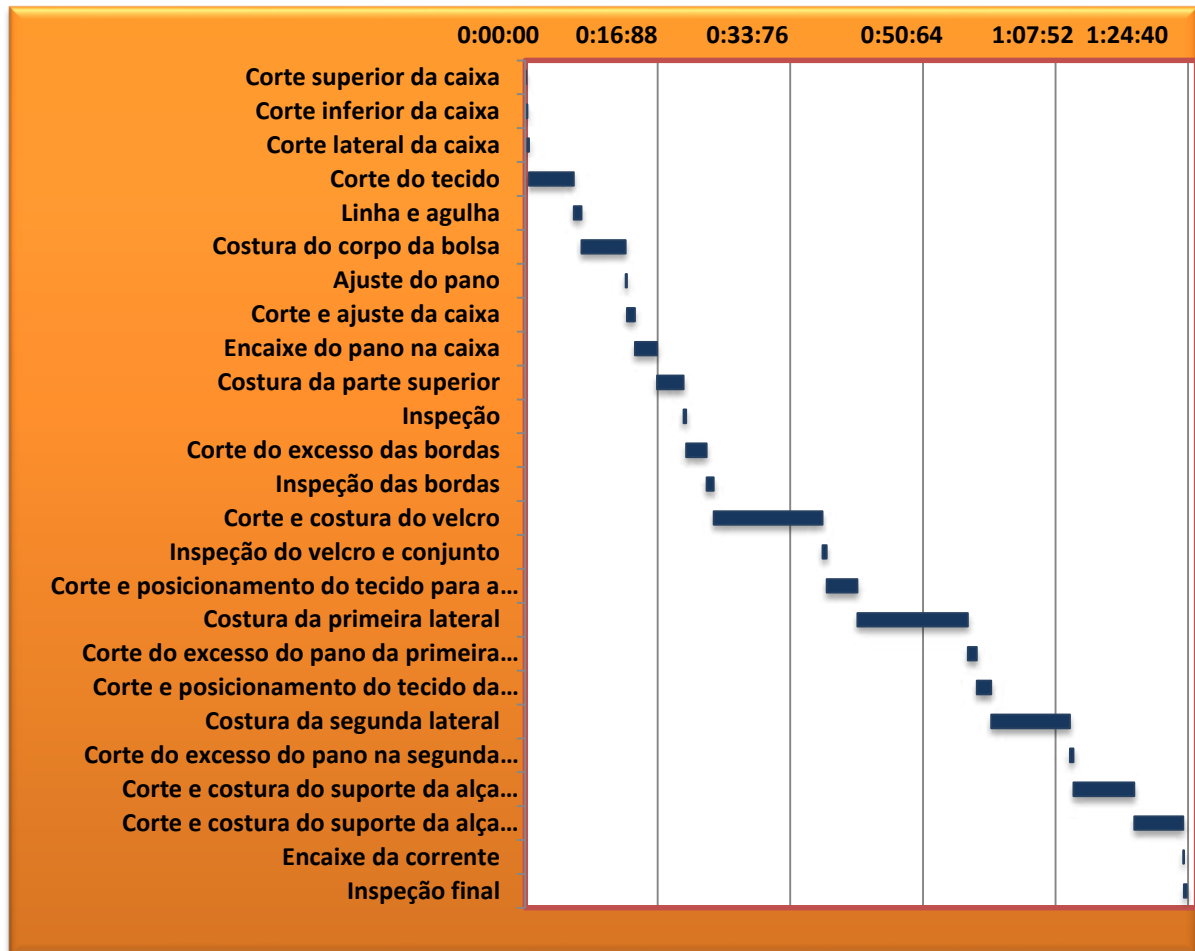 0:00:00 0:16:88 0:33:76 0:50:64 1:07:52 1:24:40
Corte superior da caixa
Corte inferior da caixa
Corte lateral da caixa
Corte do tecido
Linha e agulha
Costura do corpo da bolsa
Ajuste do pano
Corte e ajuste da caixa
Encaixe do pano na caixa
Costura da parte superior
Inspeção
Corte do excesso das bordas
Inspeção das bordas
Corte e costura do velcro
Inspeção do velcro e conjunto
Corte e posicionamento do tecido para a...
Costura da primeira lateral
Corte do excesso do pano da primeira...
Corte e posicionamento do tecido da...
Costura da segunda lateral
Corte do excesso do pano na segunda...
Corte e costura do suporte da alça...
Corte e costura do suporte da alça...
Encaixe da corrente
Inspeção final